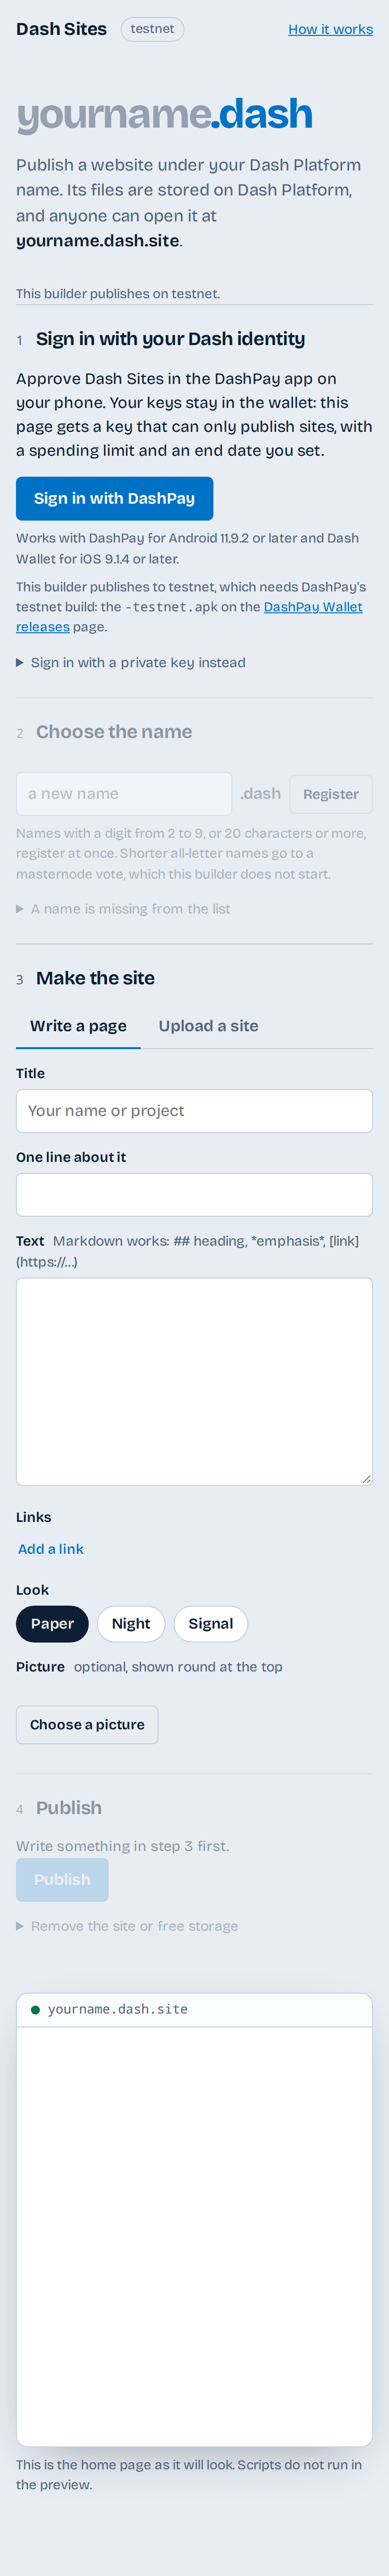 Dash Sites testnet How it works
yourname.dash
Publish a website under your Dash Platform
name. Its files are stored on Dash Platform,
and anyone can open it at
yourname.dash.site.
This builder publishes on testnet.
1 Sign in with your Dash identity
Approve Dash Sites in the DashPay app on
your phone. Your keys stay in the wallet: this
page gets a key that can only publish sites, with
a spending limit and an end date you set.
Sign in with DashPay
Works with DashPay for Android 11.9.2 or later and Dash
Wallet for iOS 9.1.4 or later.
This builder publishes to testnet, which needs DashPay's
testnet build: the -testnet.apk on the DashPay Wallet
releases page.
Sign in with a private key instead
2 Choose the name
a new name .dash Register
Names with a digit from 2 to 9, or 20 characters or more,
register at once. Shorter all-letter names go to a
masternode vote, which this builder does not start.
A name is missing from the list
3 Make the site
Write a page Upload a site
Title
Your name or project
One line about it
Text Markdown works: ## heading, *emphasis*, [link]
(https://…)
Links
Add a link
Look
Paper Night Signal
Picture optional, shown round at the top
Choose a picture
4 Publish
Write something in step 3 first.
Publish
Remove the site or free storage
yourname.dash.site
This is the home page as it will look. Scripts do not run in
the preview.